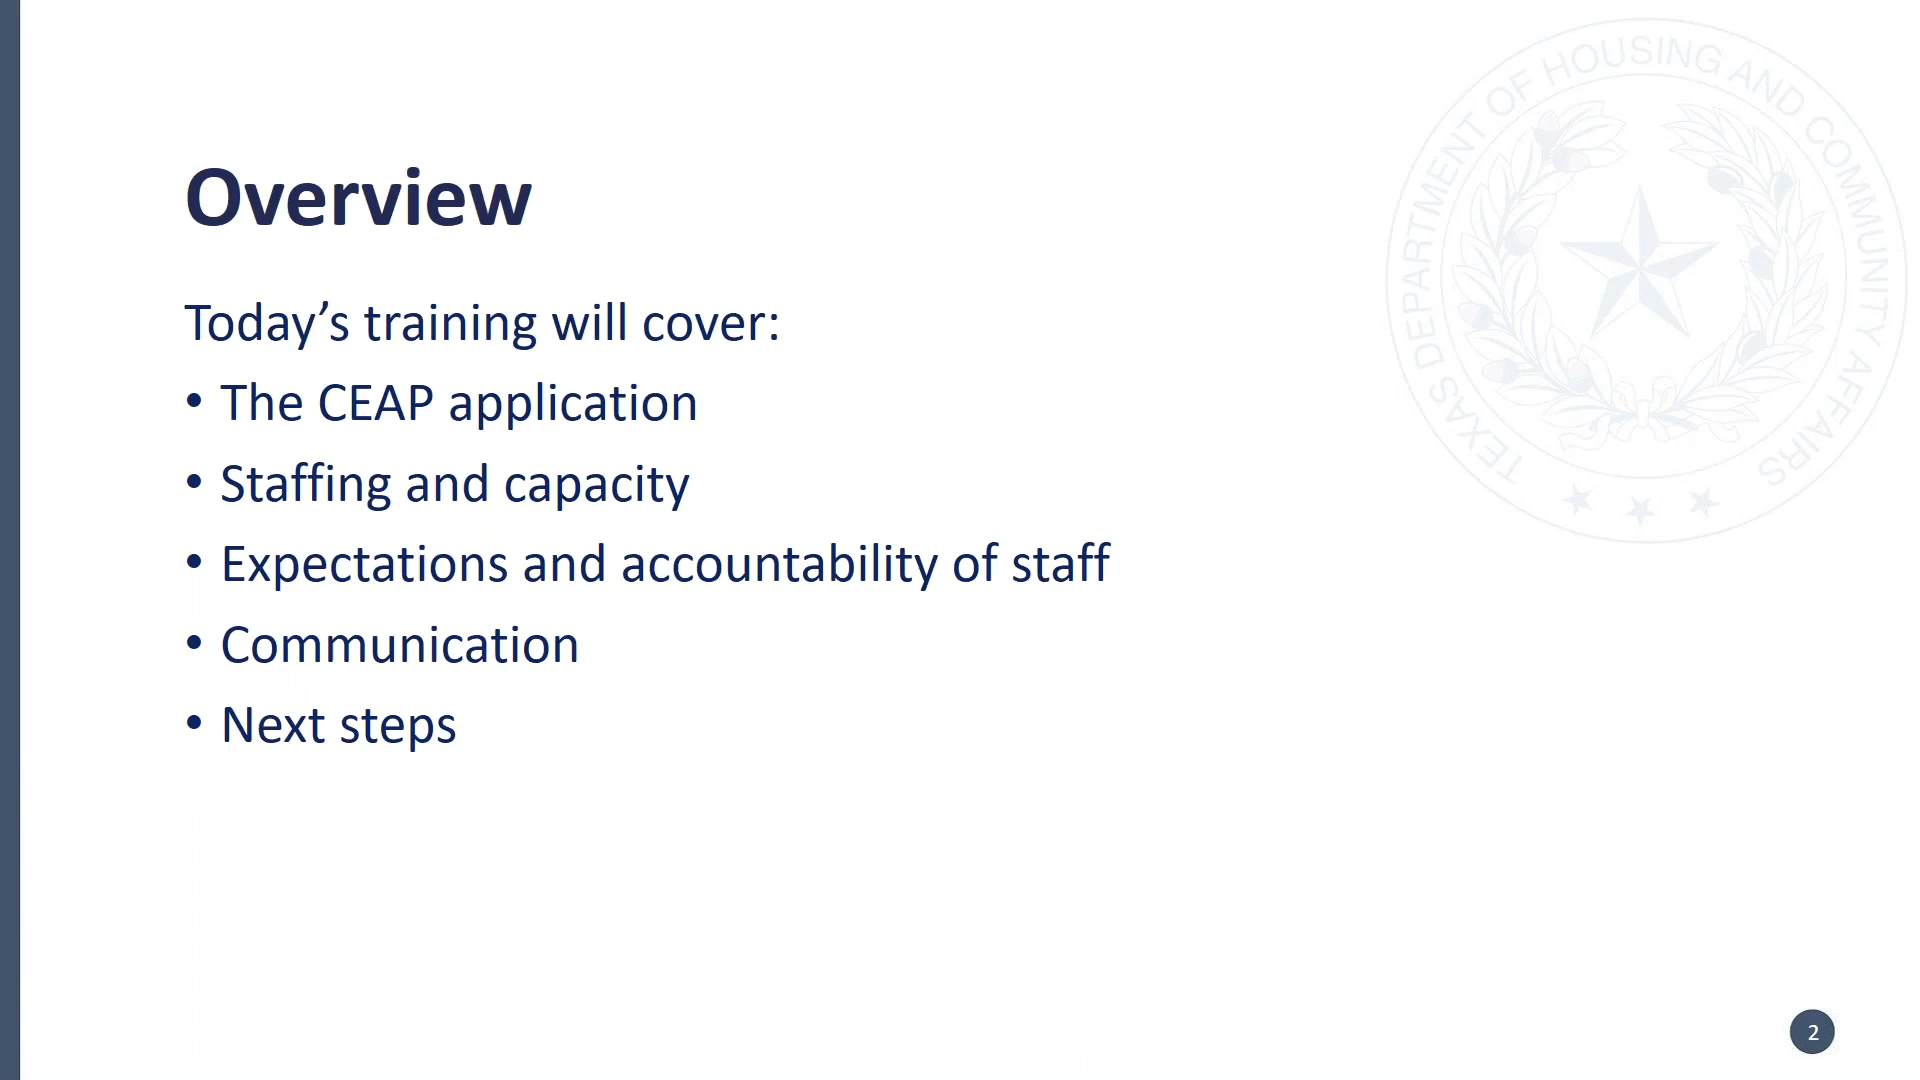 Overview
Today’s training will cover:
• The CEAP application
• Staffing and capacity
• Expectations and accountability of staff
• Communication
• Next steps
TEXAS DEPARTMENT OF HOUSING AND COMMUNITY AFFAIRS
2